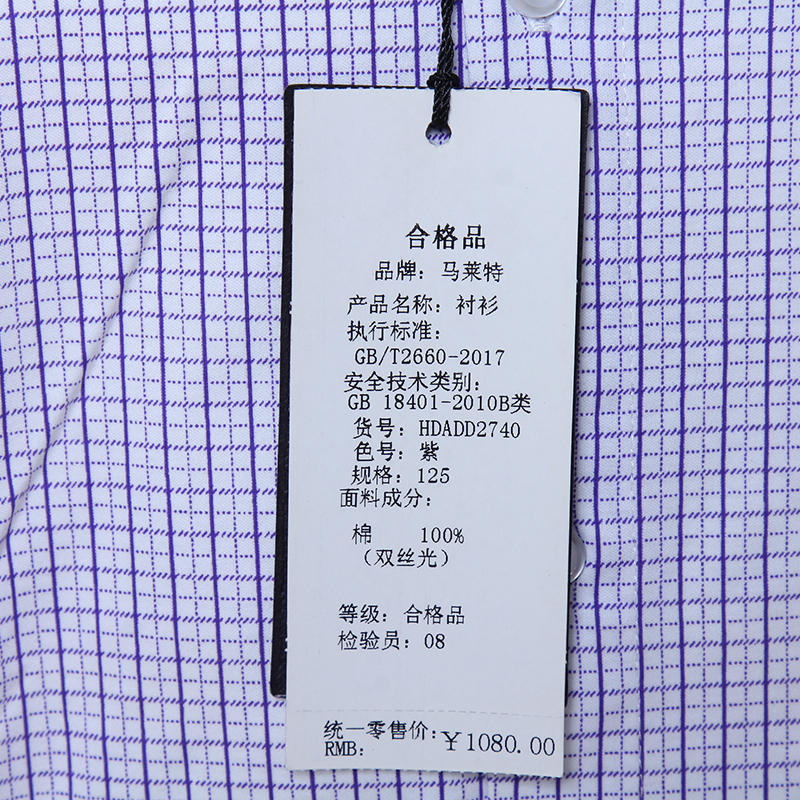 合格品
品牌：马莱特
产品名称：衬衫
执行标准：
GB/T2660-2017
安全技术类别：
GB 18401-2010B类
货号：HDADD2740
色号：紫
规格：125
面料成分：
棉 100%
（双丝光）
等级：合格品
检验员：08
统一零售价：
RMB： ¥1080.00